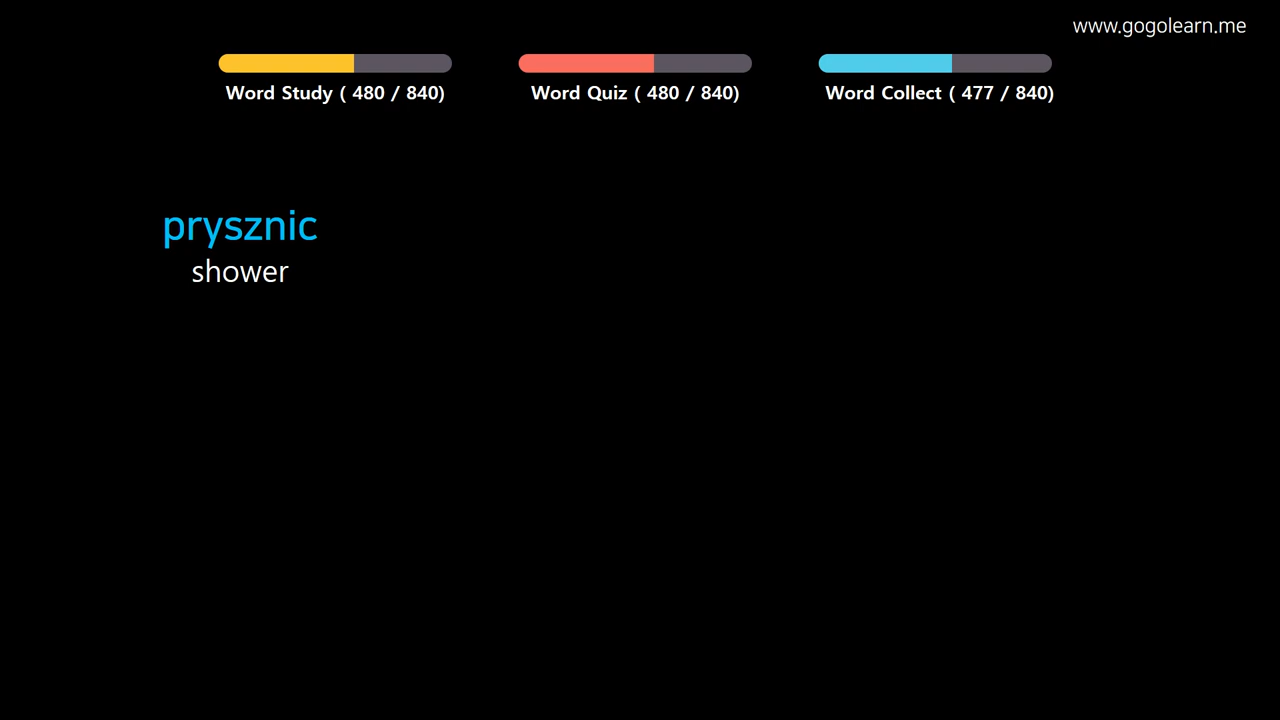 www.gogolearn.me
Word Study ( 480 / 840)
Word Quiz ( 480 / 840)
Word Collect ( 477 / 840)
prysznic
shower